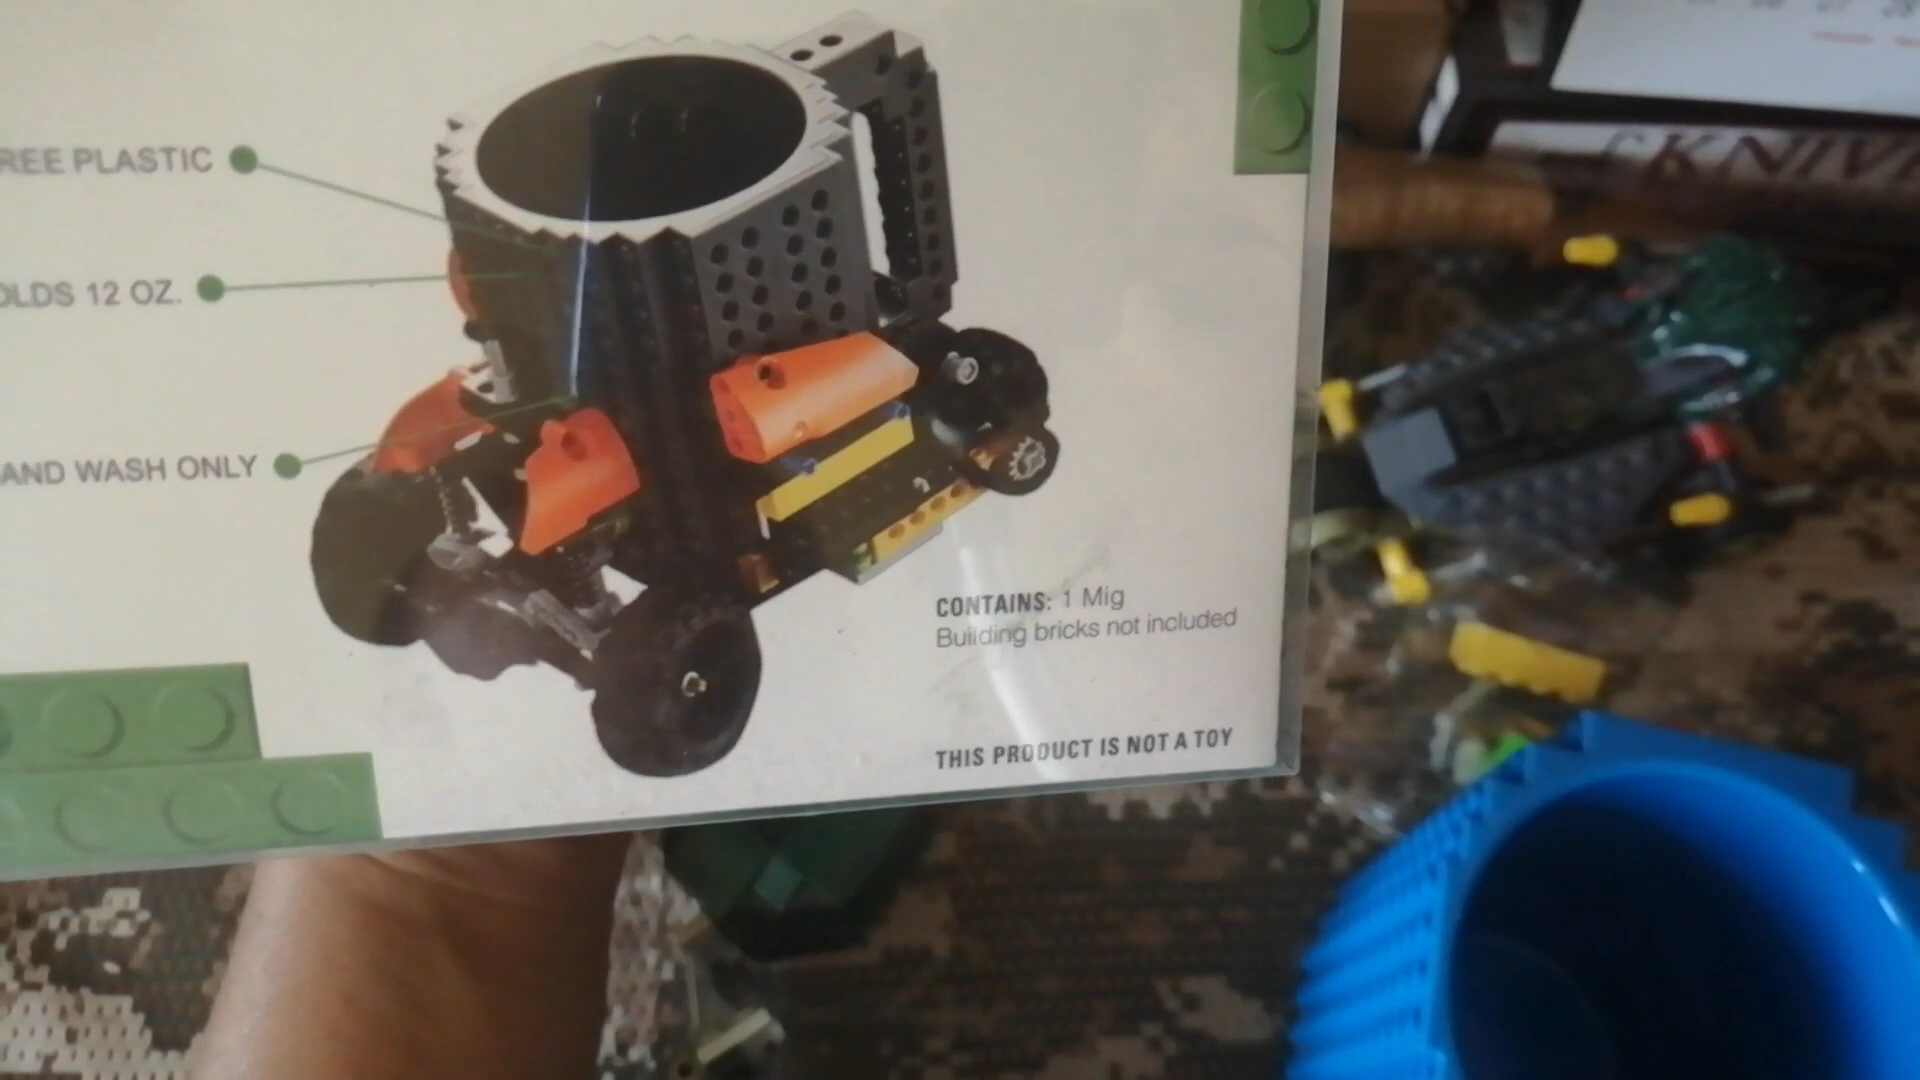 REE PLASTIC
OLDS 12 OZ.
AND WASH ONLY
CONTAINS: 1 Mig
Building bricks not included
THIS PRODUCT IS NOT A TOY
KNIVE